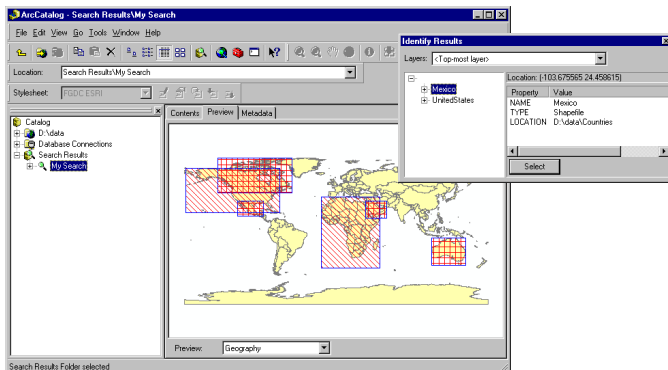 ArcCatalog - Search Results\My Search
File Edit View Go Tools Window Help
Location: Search Results\My Search
Stylesheet: FGDC ESRI
Catalog
D:\data
Database Connections
Search Results
My Search
Contents Preview Metadata
Preview: Geography
Search Results Folder selected
Identify Results
Layers: <Top-most layer>
Mexico
UnitedStates
Location: (-103.675565 24.458615)
Property Value
NAME Mexico
TYPE Shapefile
LOCATION D:\data\Countries
Select